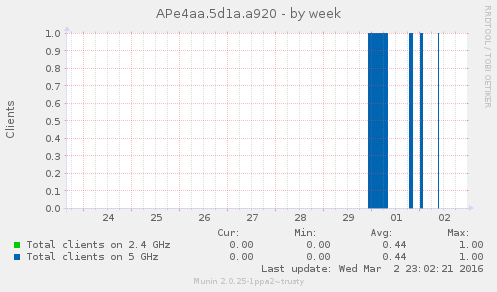 APe4aa.5d1a.a920 - by week
RRDTOOL / TOBI OETIKER
Clients
1.0
0.9
0.8
0.7
0.6
0.5
0.4
0.3
0.2
0.1
0.0
24 25 26 27 28 29 01 02
Cur: Min: Avg: Max:
Total clients on 2.4 GHz 0.00 0.00 0.44 1.00
Total clients on 5 GHz 0.00 0.00 0.44 1.00
Last update: Wed Mar 2 23:02:21 2016
Munin 2.0.25-1ppa2~trusty